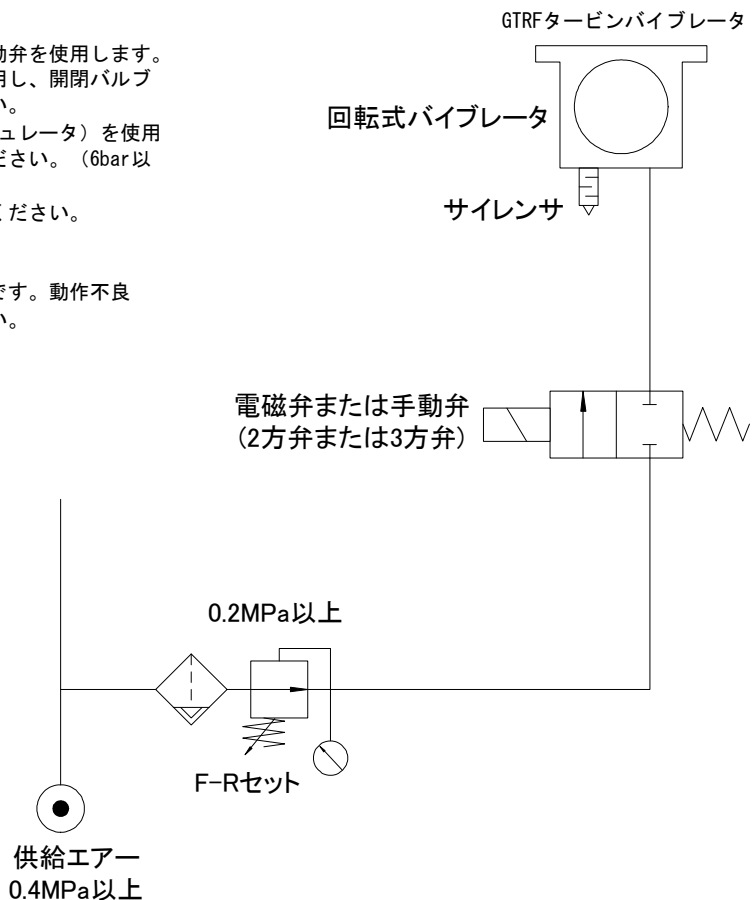 GTRFタービンバイブレータ
動弁を使用します。
用し、開閉バルブ
い。
ュレータ）を使用
ださい。（6bar以
ください。
です。動作不良
い。
回転式バイブレータ
サイレンサ
電磁弁または手動弁
(2方弁または3方弁)
0.2MPa以上
F-Rセット
供給エアー
0.4MPa以上